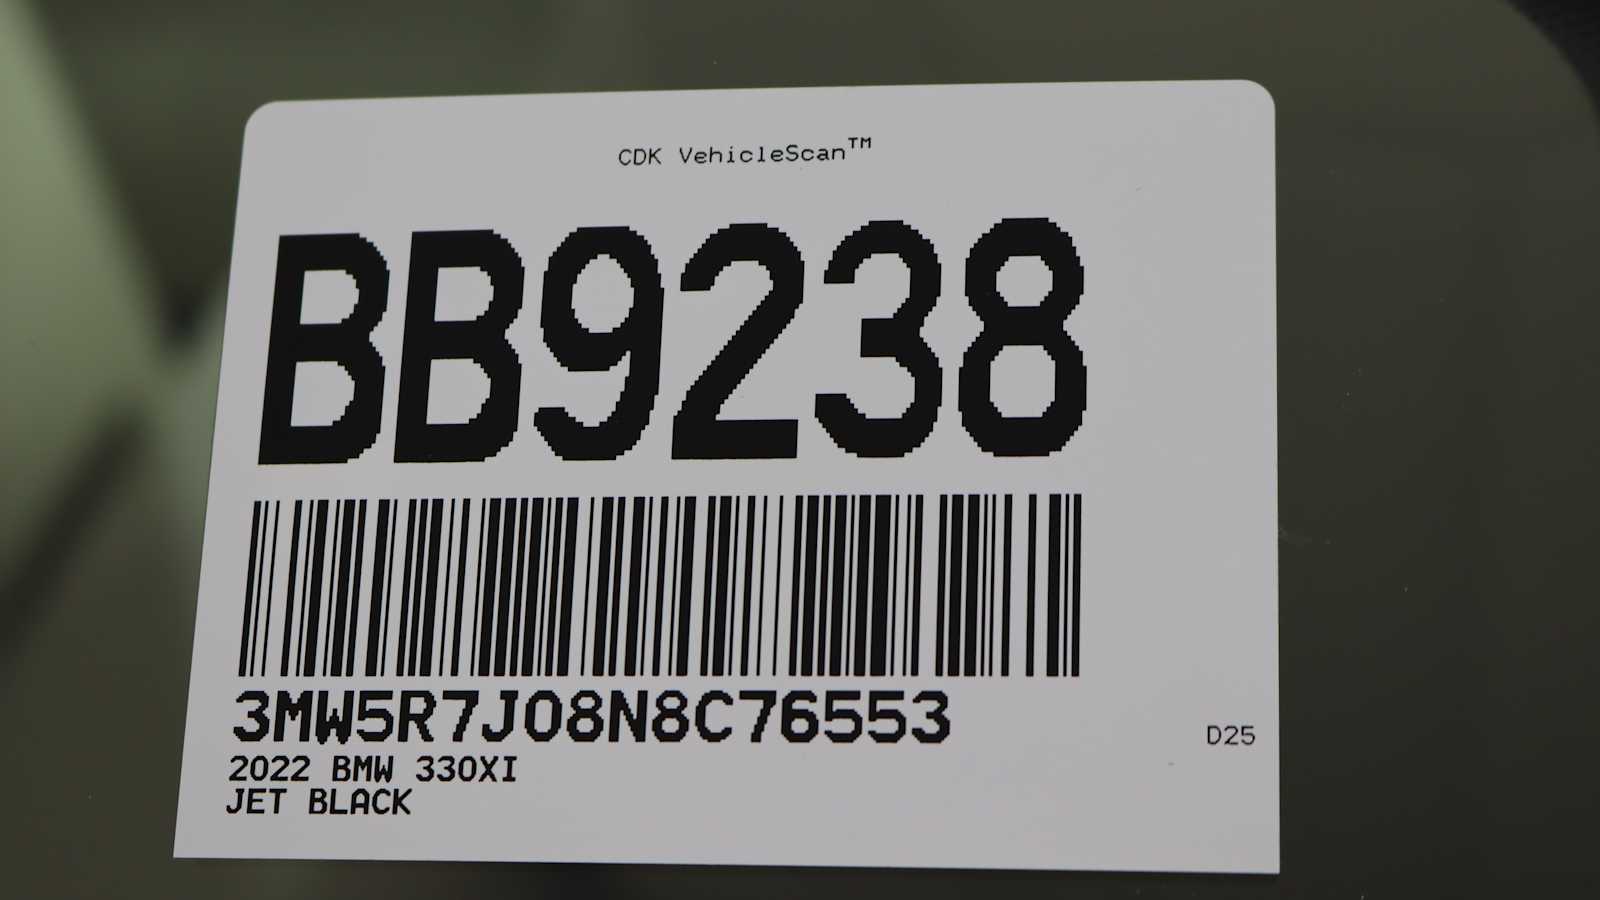 CDK VehicleScan™
BB9238
3MW5R7J08N8C76553
2022 BMW 330XI
JET BLACK
D25